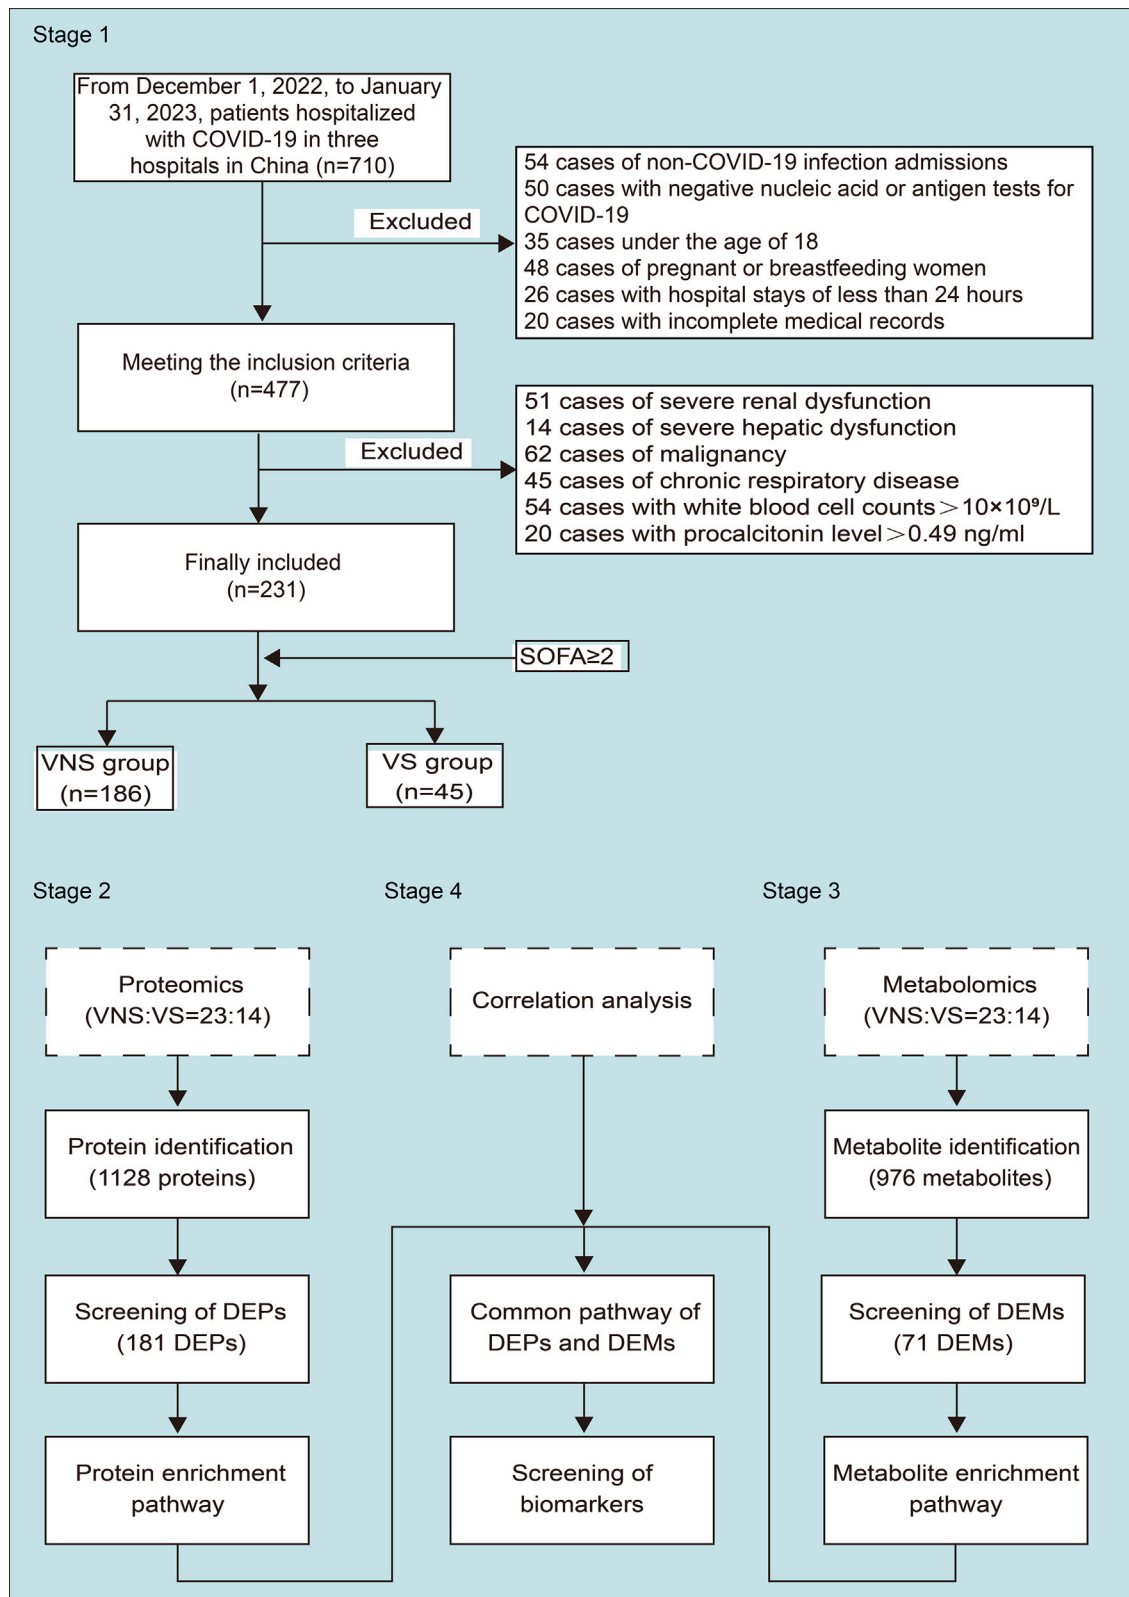 Stage 1
From December 1, 2022, to January
31, 2023, patients hospitalized
with COVID-19 in three
hospitals in China (n=710)
Excluded
54 cases of non-COVID-19 infection admissions
50 cases with negative nucleic acid or antigen tests for
COVID-19
35 cases under the age of 18
48 cases of pregnant or breastfeeding women
26 cases with hospital stays of less than 24 hours
20 cases with incomplete medical records
Meeting the inclusion criteria
(n=477)
Excluded
51 cases of severe renal dysfunction
14 cases of severe hepatic dysfunction
62 cases of malignancy
45 cases of chronic respiratory disease
54 cases with white blood cell counts＞10×10⁹/L
20 cases with procalcitonin level＞0.49 ng/ml
Finally included
(n=231)
SOFA≥2
VNS group
(n=186)
VS group
(n=45)
Stage 2
Proteomics
(VNS:VS=23:14)
Protein identification
(1128 proteins)
Screening of DEPs
(181 DEPs)
Protein enrichment
pathway
Stage 4
Correlation analysis
Common pathway of
DEPs and DEMs
Screening of
biomarkers
Stage 3
Metabolomics
(VNS:VS=23:14)
Metabolite identification
(976 metabolites)
Screening of DEMs
(71 DEMs)
Metabolite enrichment
pathway